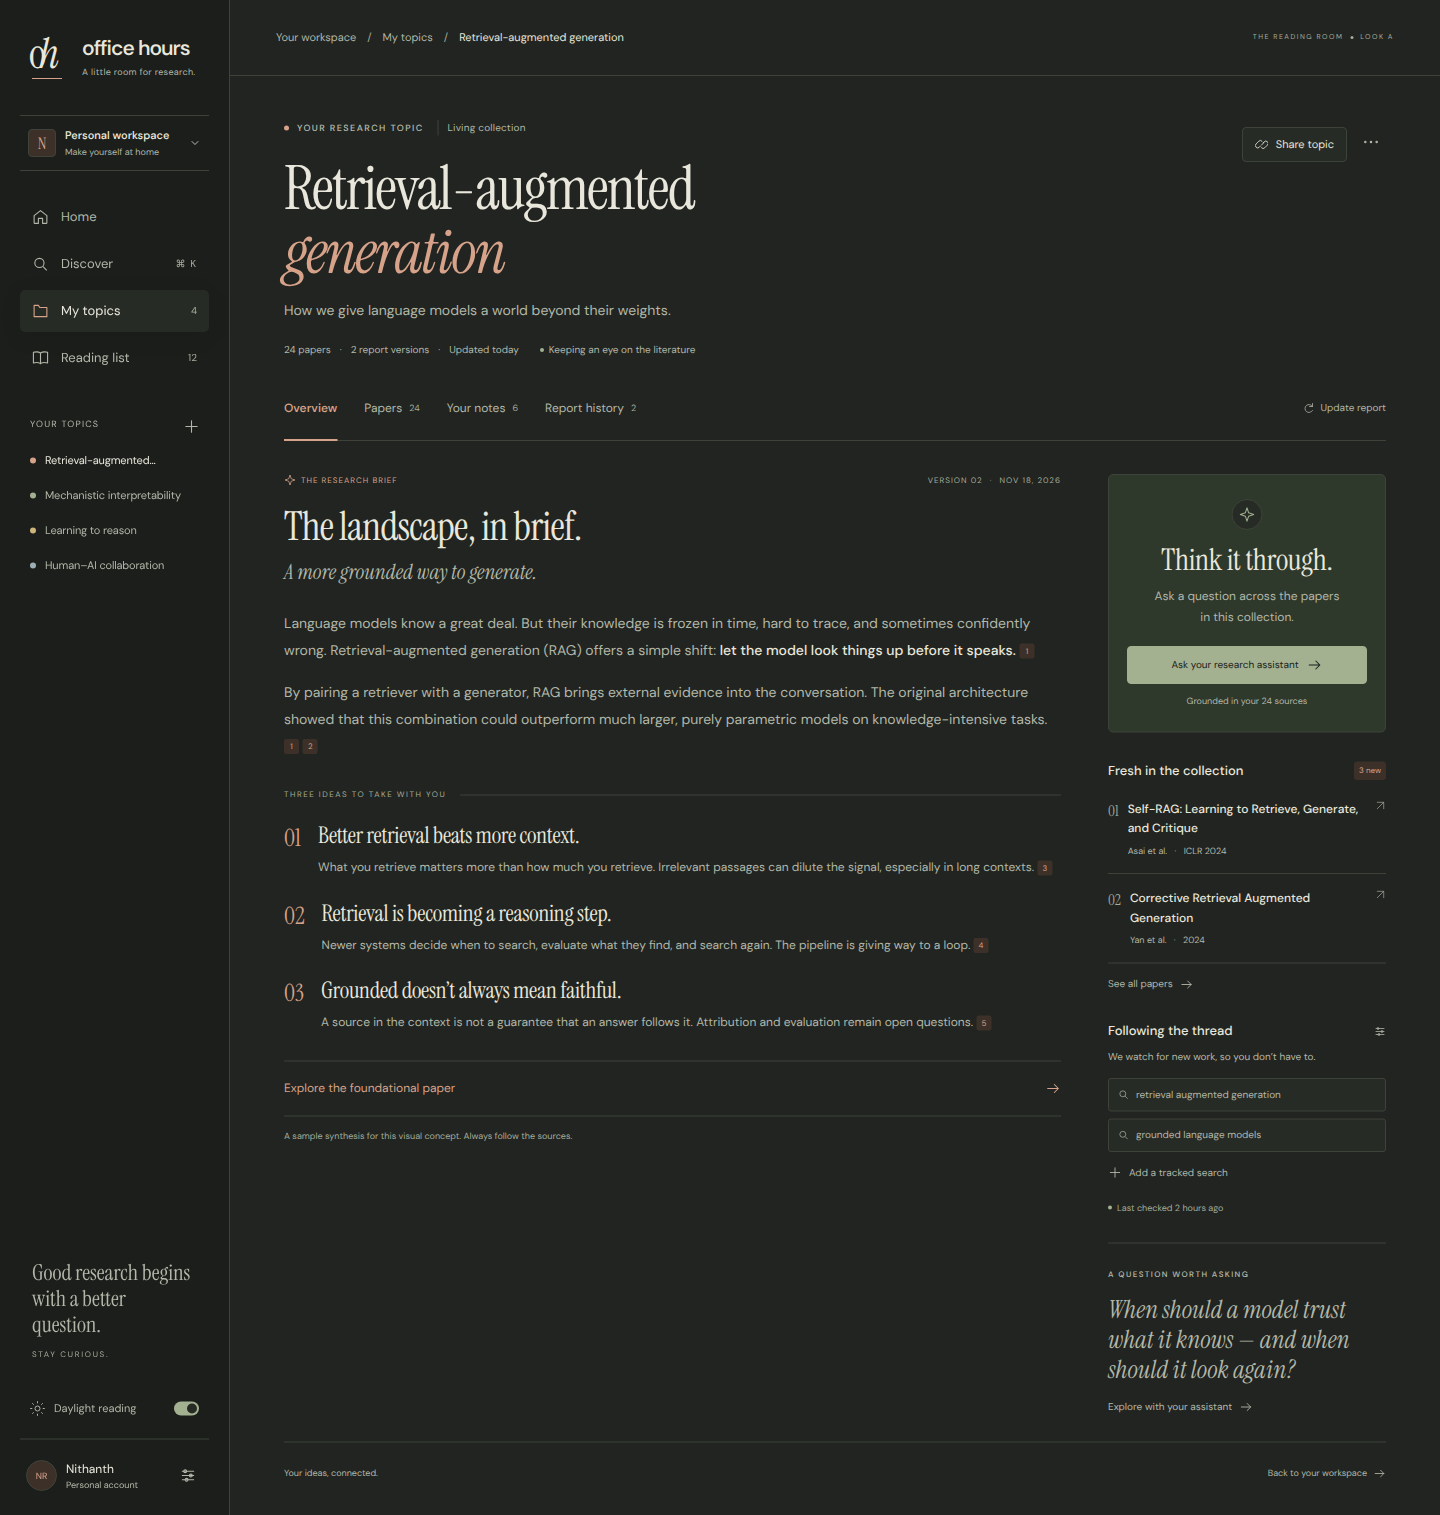 oh
office hours
A little room for research.
N
Personal workspace
Make yourself at home
Home
Discover
⌘ K
My topics
4
Reading list
12
YOUR TOPICS
Retrieval-augmented...
Mechanistic interpretability
Learning to reason
Human–AI collaboration
Good research begins
with a better
question.
STAY CURIOUS.
Daylight reading
NR
Nithanth
Personal account
Your workspace / My topics / Retrieval-augmented generation
THE READING ROOM • LOOK A
YOUR RESEARCH TOPIC
Living collection
Share topic
Retrieval-augmented
generation
How we give language models a world beyond their weights.
24 papers · 2 report versions · Updated today
Keeping an eye on the literature
Overview
Papers 24
Your notes 6
Report history 2
Update report
THE RESEARCH BRIEF
VERSION 02 · NOV 18, 2026
The landscape, in brief.
A more grounded way to generate.
Language models know a great deal. But their knowledge is frozen in time, hard to trace, and sometimes confidently
wrong. Retrieval-augmented generation (RAG) offers a simple shift: let the model look things up before it speaks. 1
By pairing a retriever with a generator, RAG brings external evidence into the conversation. The original architecture
showed that this combination could outperform much larger, purely parametric models on knowledge-intensive tasks.
1 2
THREE IDEAS TO TAKE WITH YOU
01 Better retrieval beats more context.
What you retrieve matters more than how much you retrieve. Irrelevant passages can dilute the signal, especially in long contexts. 3
02 Retrieval is becoming a reasoning step.
Newer systems decide when to search, evaluate what they find, and search again. The pipeline is giving way to a loop. 4
03 Grounded doesn't always mean faithful.
A source in the context is not a guarantee that an answer follows it. Attribution and evaluation remain open questions. 5
Explore the foundational paper
A sample synthesis for this visual concept. Always follow the sources.
Think it through.
Ask a question across the papers
in this collection.
Ask your research assistant
Grounded in your 24 sources
Fresh in the collection
3 new
01 Self-RAG: Learning to Retrieve, Generate,
and Critique
Asai et al. · ICLR 2024
02 Corrective Retrieval Augmented
Generation
Yan et al. · 2024
See all papers
Following the thread
We watch for new work, so you don't have to.
retrieval augmented generation
grounded language models
Add a tracked search
Last checked 2 hours ago
A QUESTION WORTH ASKING
When should a model trust
what it knows — and when
should it look again?
Explore with your assistant
Your ideas, connected.
Back to your workspace